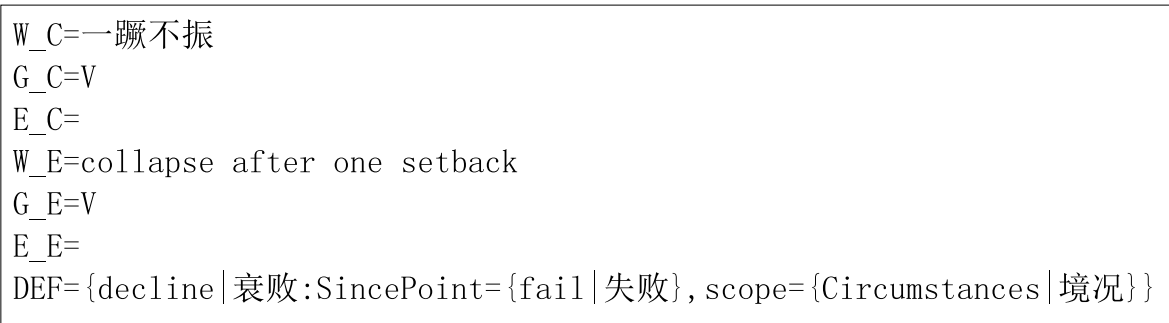 W_C=一蹶不振
G_C=V
E_C=
W_E=collapse after one setback
G_E=V
E_E=
DEF={decline|衰败:SincePoint={fail|失败},scope={Circumstances|境况}}